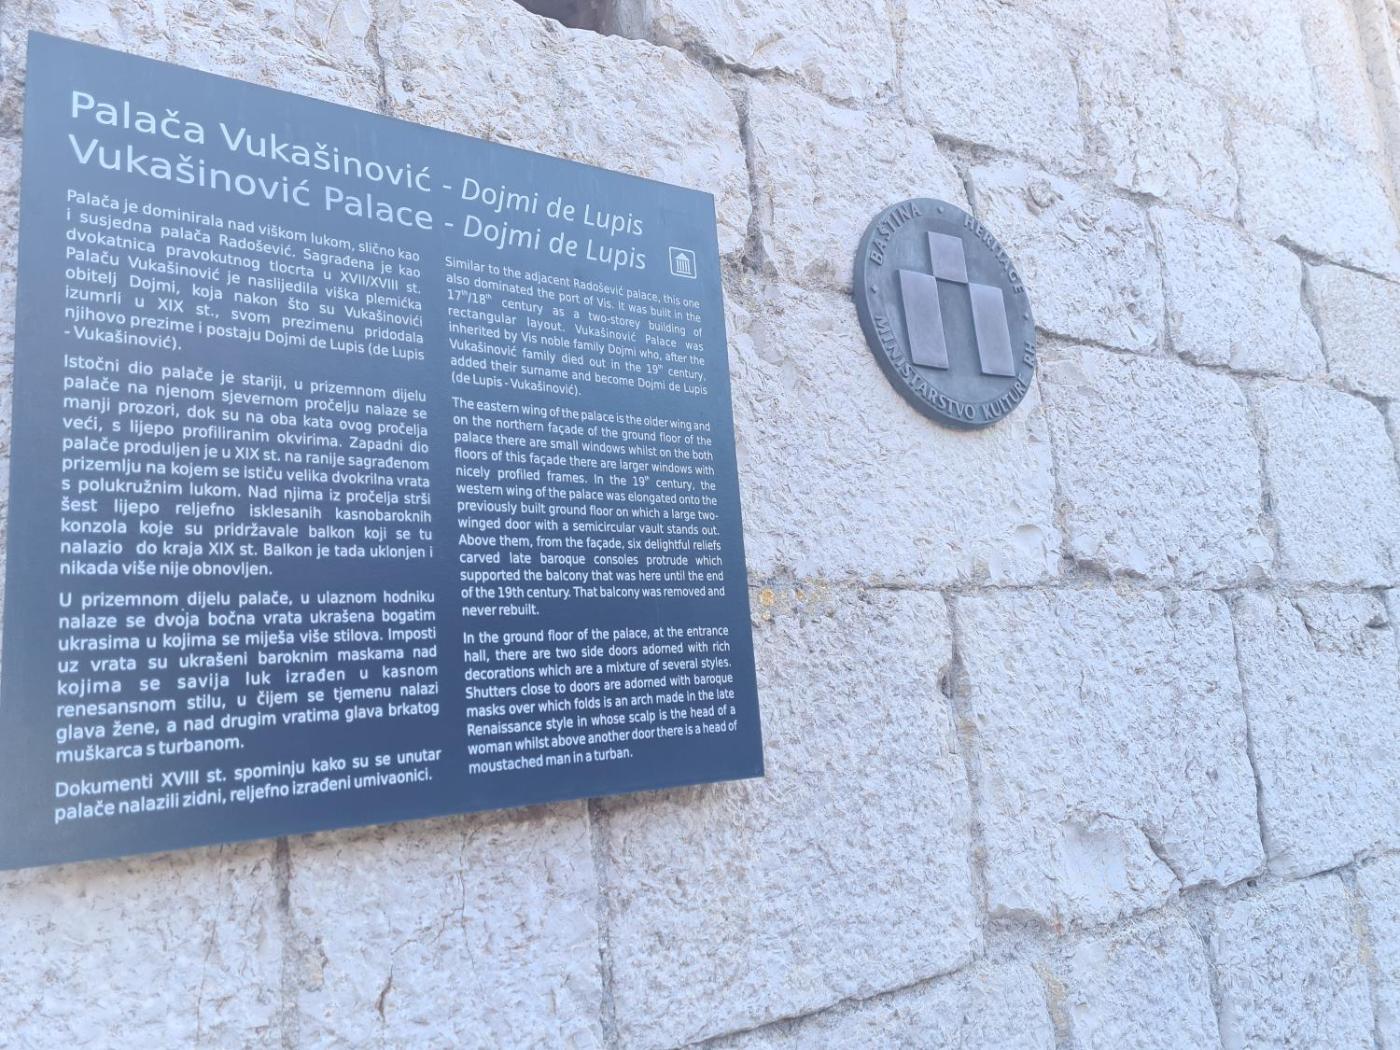 Palača Vukašinović - Dojmi de Lupis
Vukašinović Palace - Dojmi de Lupis
Palača je dominirala nad viškom lukom, slično kao
i susjedna palača Radošević. Sagrađena je kao
dvokatnica pravokutnog tlocrta u XVII/XVIII st.
Palaču Vukašinović je naslijedila viška plemićka
obitelj Dojmi, koja nakon što su Vukašinovići
izumrli u XIX st., svom prezimenu pridodala
njihovo prezime i postaju Dojmi de Lupis (de Lupis
- Vukašinović).
Istočni dio palače je stariji, u prizemnom dijelu
palače na njenom sjevernom pročelju nalaze se
manji prozori, dok su na oba kata ovog pročelja
veći, s lijepo profiliranim okvirima. Zapadni dio
palače produljen je u XIX st. na ranije sagrađenom
prizemlju na kojem se ističu velika dvokrilna vrata
s polukružnim lukom. Nad njima iz pročelja strši
šest lijepo reljefno isklesanih kasnobaroknih
konzola koje su pridržavale balkon koji se tu
nalazio do kraja XIX st. Balkon je tada uklonjen i
nikada više nije obnovljen.
U prizemnom dijelu palače, u ulaznom hodniku
nalaze se dvoja bočna vrata ukrašena bogatim
ukrasima u kojima se miješa više stilova. Imposti
uz vrata su ukrašeni baroknim maskama nad
kojima se savija luk izrađen u kasnom
renesansnom stilu, u čijem se tjemenu nalazi
glava žene, a nad drugim vratima glava brkatog
muškarca s turbanom.
Dokumenti XVIII st. spominju kako su se unutar
palače nalazili zidni, reljefno izrađeni umivaonici.
Similar to the adjacent Radošević palace, this one
also dominated the port of Vis. It was built in the
17th/18th century as a two-storey building of
rectangular layout. Vukašinović Palace was
inherited by Vis noble family Dojmi who, after the
Vukašinović family died out in the 19th century,
added their surname and become Dojmi de Lupis
(de Lupis - Vukašinović).
The eastern wing of the palace is the older wing and
on the northern façade of the ground floor of the
palace there are small windows whilst on the both
floors of this façade there are larger windows with
nicely profiled frames. In the 19th century, the
western wing of the palace was elongated onto the
previously built ground floor on which a large two-
winged door with a semicircular vault stands out.
Above them, from the façade, six delightful reliefs
carved late baroque consoles protrude which
supported the balcony that was here until the end
of the 19th century. That balcony was removed and
never rebuilt.
In the ground floor of the palace, at the entrance
hall, there are two side doors adorned with rich
decorations which are a mixture of several styles.
Shutters close to doors are adorned with baroque
masks over which folds is an arch made in the late
Renaissance style in whose scalp is the head of a
woman whilst above another door there is a head of
moustached man in a turban.
BAŠTINA • HERITAGE •
MINISTARSTVO KULTURE RH •